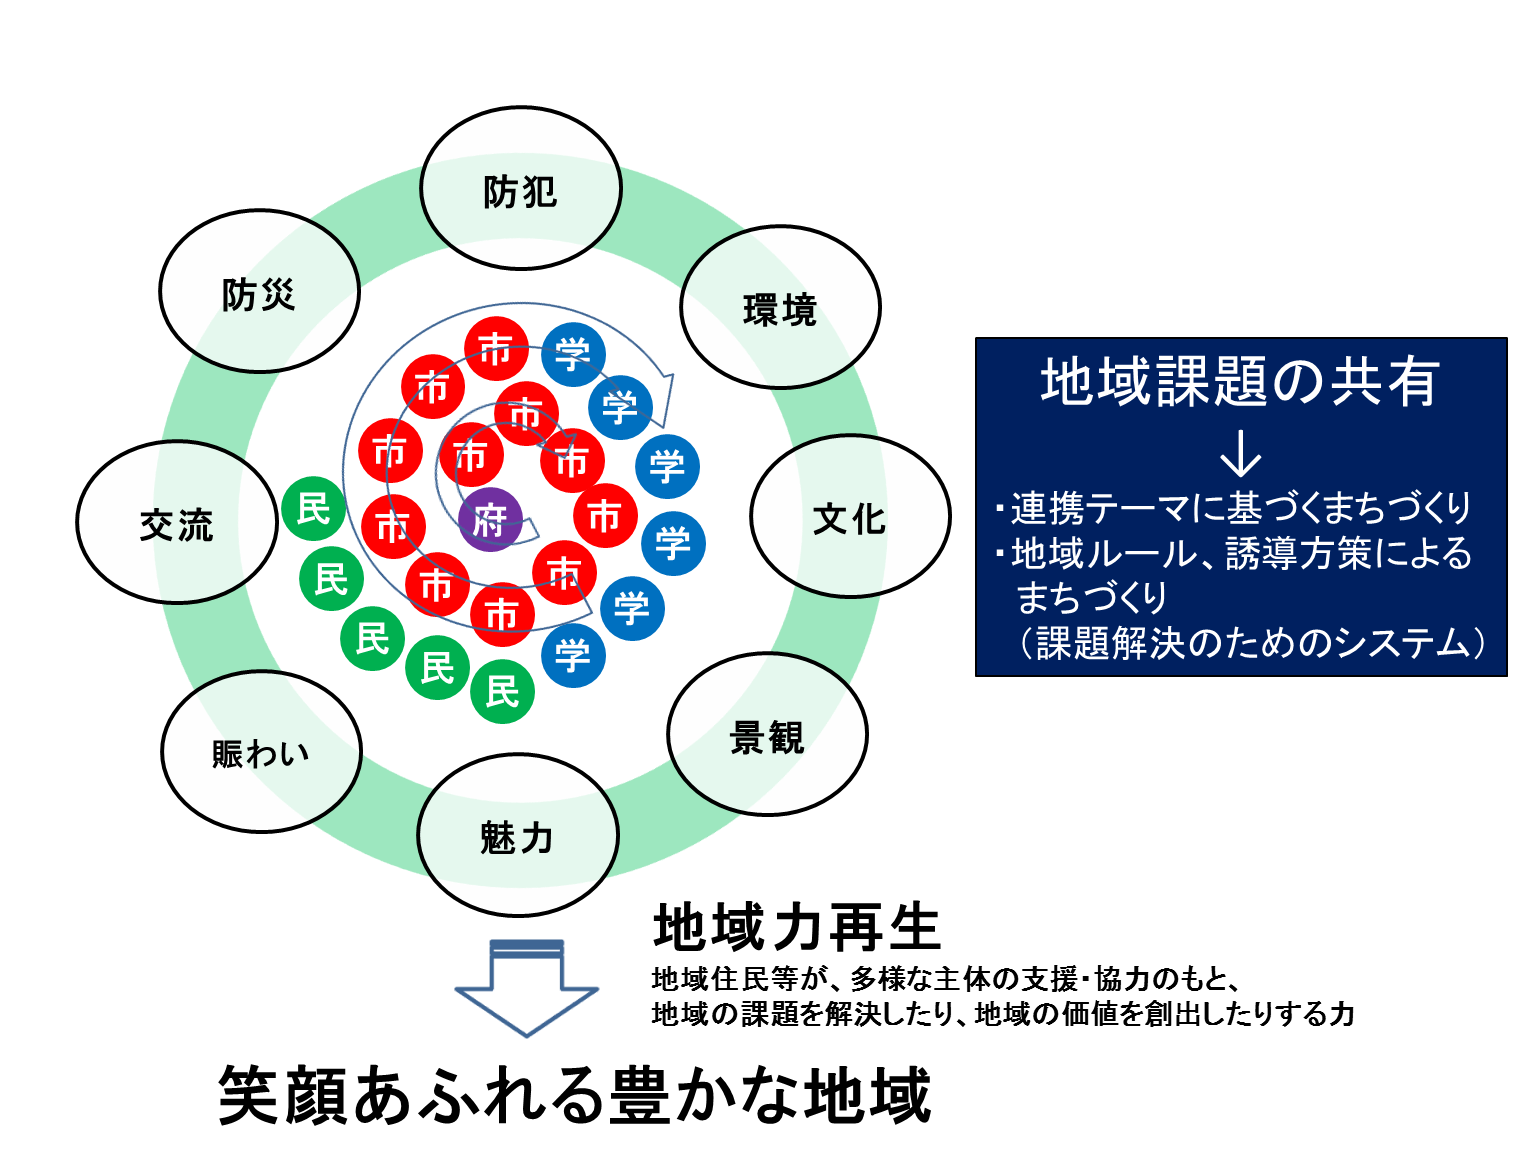 防犯
防災
環境
交流
文化
賑わい
景観
魅力
市
学
市
学
市
市
市
市
学
市
民
市
府
市
学
民
市
市
市
学
民
民
学
民
地域課題の共有
↓
・連携テーマに基づくまちづくり
・地域ルール、誘導方策による
まちづくり
（課題解決のためのシステム）
地域力再生
地域住民等が、多様な主体の支援・協力のもと、
地域の課題を解決したり、地域の価値を創出したりする力
笑顔あふれる豊かな地域